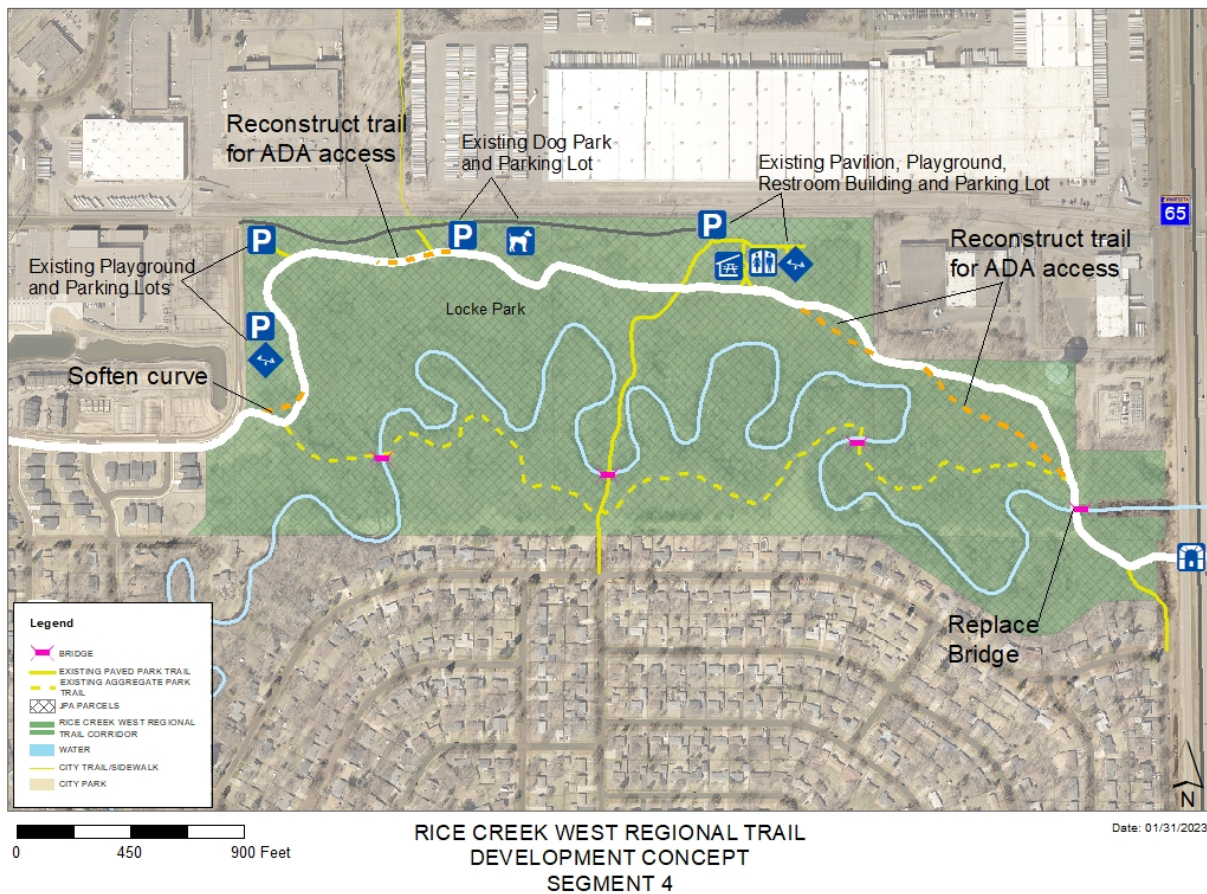 Reconstruct trail
for ADA access
Existing Dog Park
and Parking Lot
Existing Pavilion, Playground,
Restroom Building and Parking Lot
MINNESOTA
65
P
P
P
Reconstruct trail
for ADA access
Existing Playground
and Parking Lots
P
Locke Park
Soften curve
Replace
Bridge
Legend
BRIDGE
EXISTING PAVED PARK TRAIL
EXISTING AGGREGATE PARK
TRAIL
JPA PARCELS
RICE CREEK WEST REGIONAL
TRAIL CORRIDOR
WATER
CITY TRAIL/SIDEWALK
CITY PARK
N
0 450 900 Feet
RICE CREEK WEST REGIONAL TRAIL
DEVELOPMENT CONCEPT
SEGMENT 4
Date: 01/31/2023